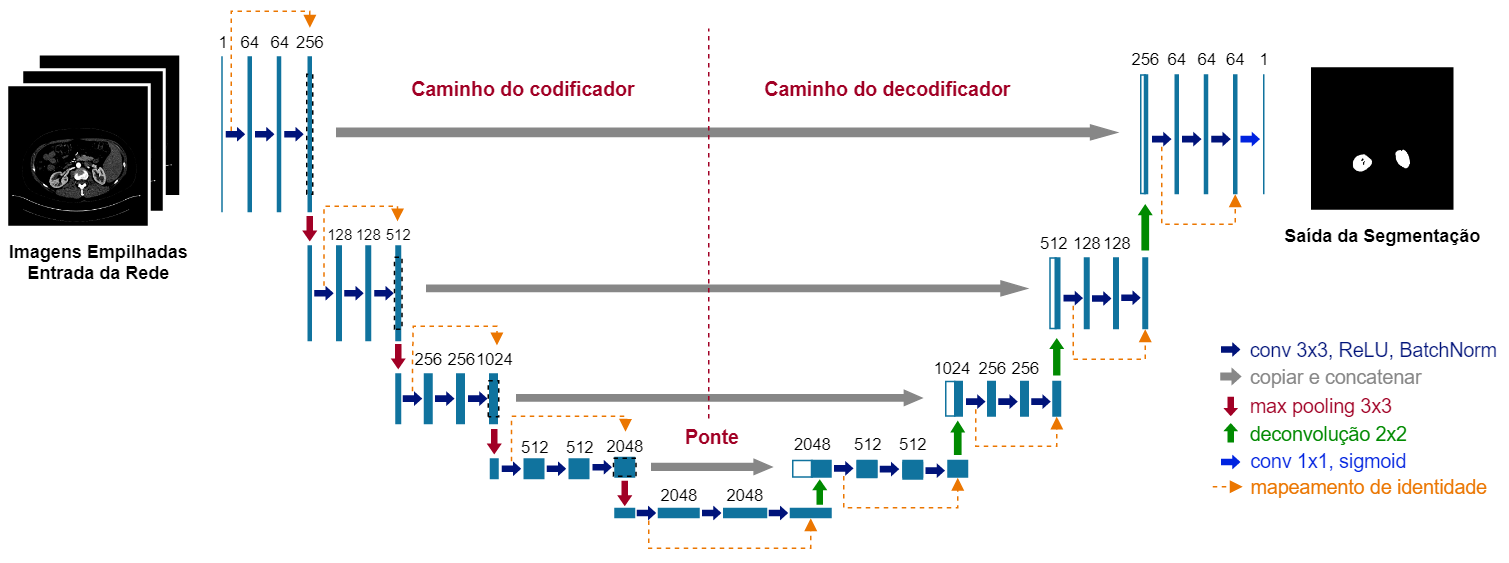 1 64 64 256
Caminho do codificador
Caminho do decodificador
256 64 64 64 1
Imagens Empilhadas
Entrada da Rede
128 128 512
512 128 128
Saída da Segmentação
256 256 1024
1024 256 256
512 512 2048
Ponte
2048 512 512
2048 2048
conv 3x3, ReLU, BatchNorm
copiar e concatenar
max pooling 3x3
deconvolução 2x2
conv 1x1, sigmoid
mapeamento de identidade